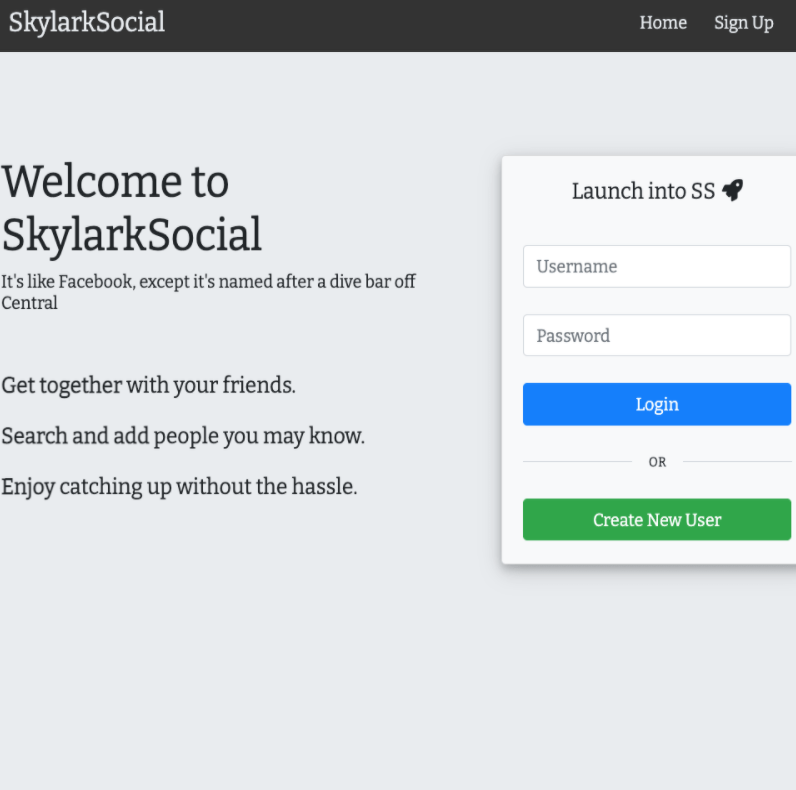 SkylarkSocial
Home Sign Up
Welcome to
SkylarkSocial
It's like Facebook, except it's named after a dive bar off
Central
Get together with your friends.
Search and add people you may know.
Enjoy catching up without the hassle.
Launch into SS
Username
Password
Login
OR
Create New User